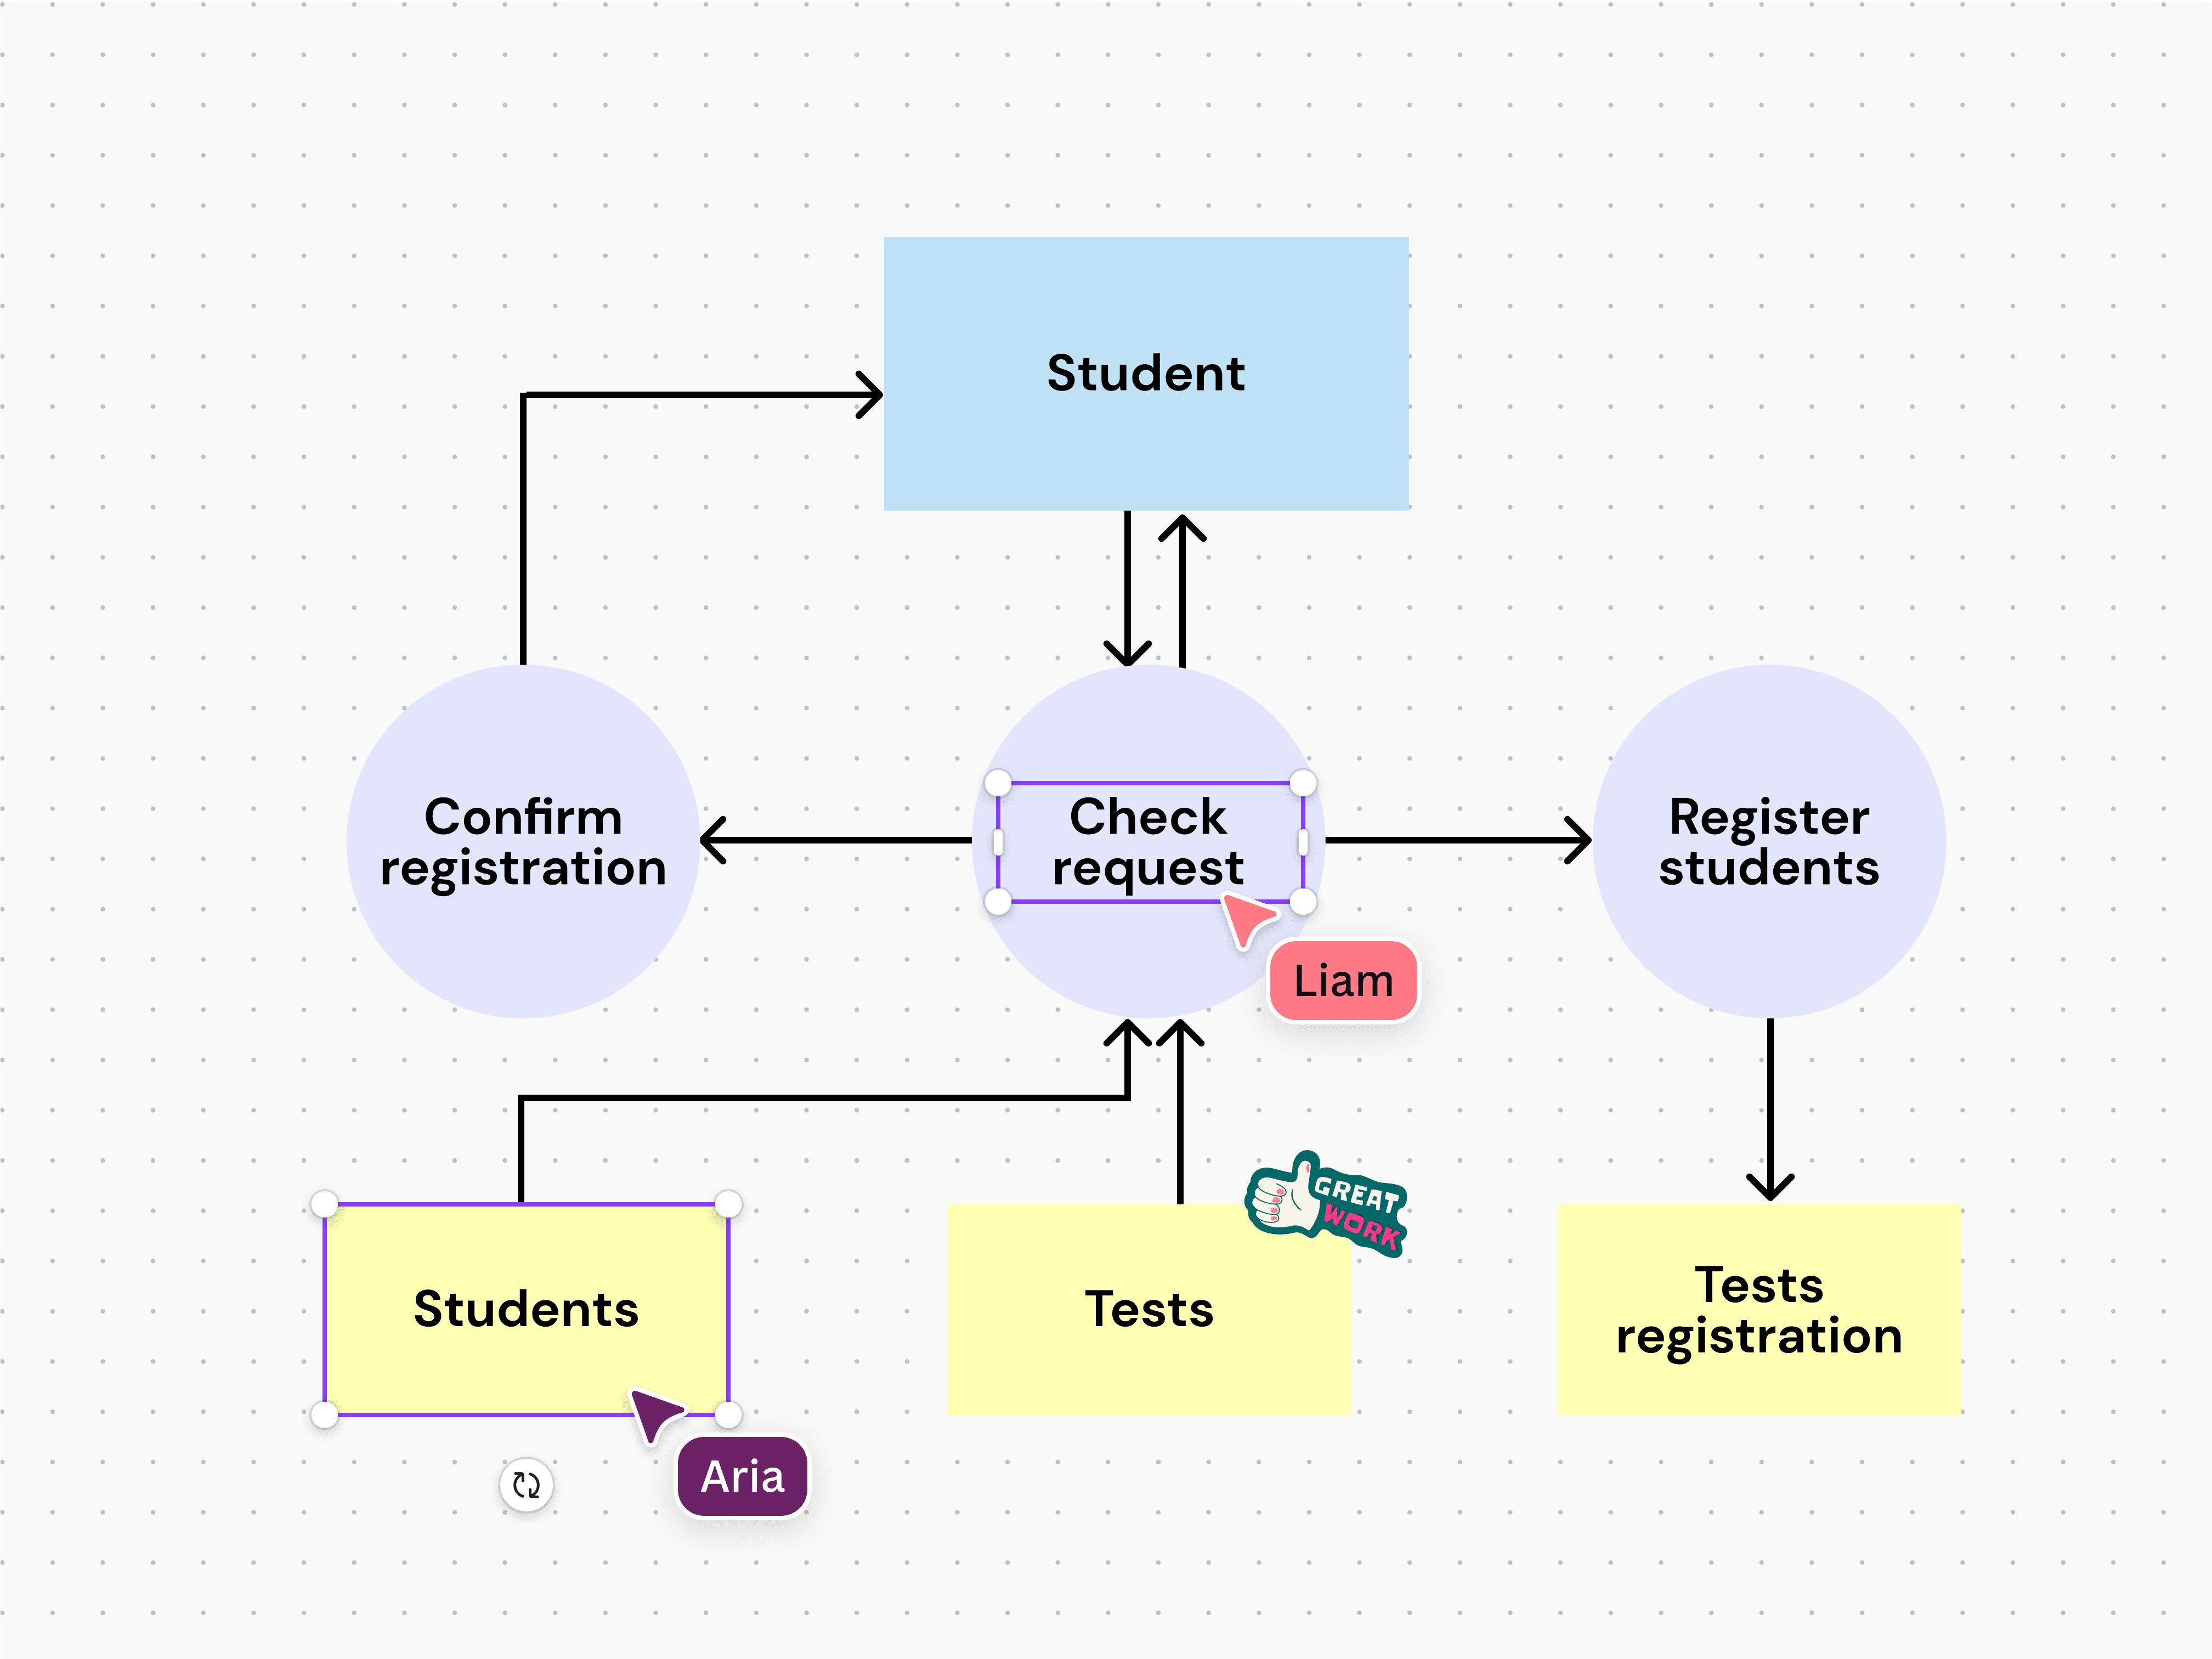 Student
Confirm
registration
Check
request
Register
students
Liam
GREAT
WORK
Students
Tests
Tests
registration
Aria